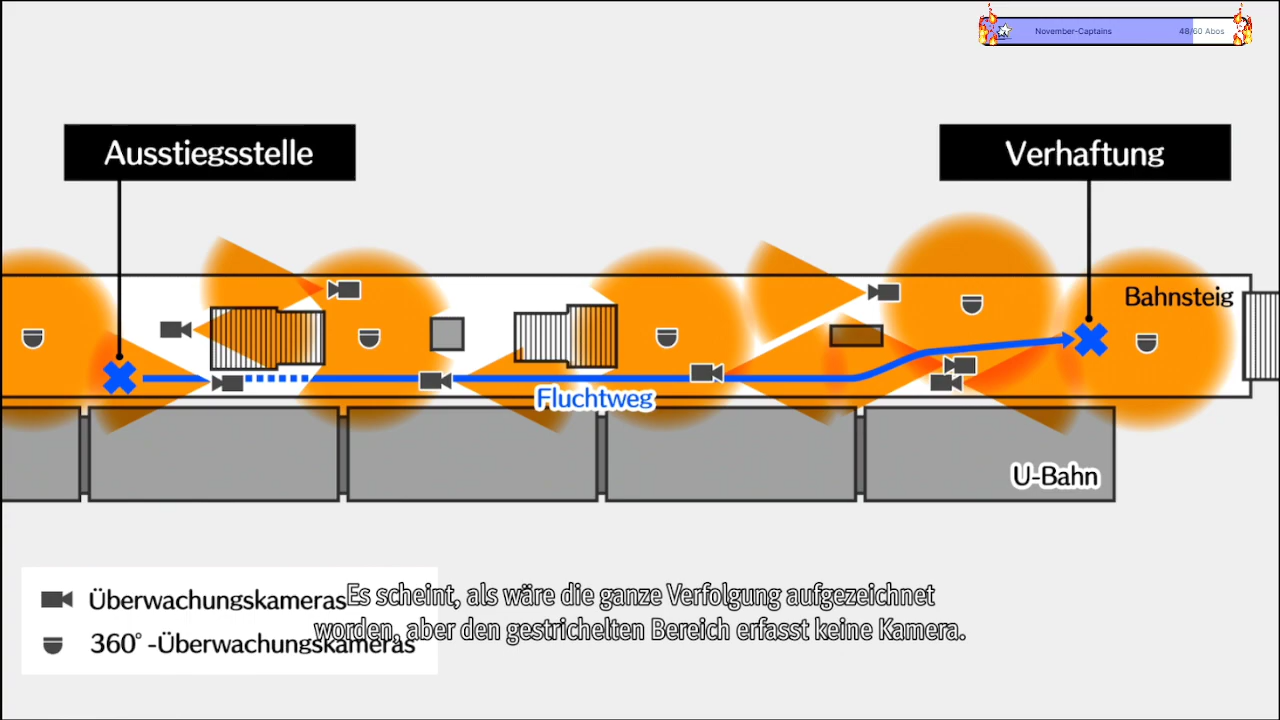 November-Captains 48/60 Abos
Ausstiegsstelle
Verhaftung
Bahnsteig
Fluchtweg
U-Bahn
Überwachungskameras
360° -Überwachungskameras
Es scheint, als wäre die ganze Verfolgung aufgezeichnet
worden, aber den gestrichelten Bereich erfasst keine Kamera.